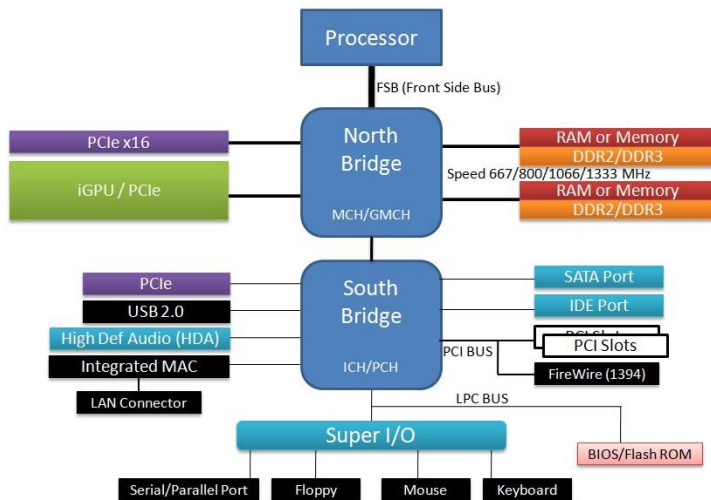 Processor
FSB (Front Side Bus)
PCIe x16
iGPU / PCIe
North
Bridge
MCH/GMCH
RAM or Memory
DDR2/DDR3
Speed 667/800/1066/1333 MHz
RAM or Memory
DDR2/DDR3
PCIe
USB 2.0
High Def Audio (HDA)
Integrated MAC
LAN Connector
South
Bridge
ICH/PCH
SATA Port
IDE Port
PCI Slots
PCI Slots
PCI BUS
FireWire (1394)
LPC BUS
Super I/O
BIOS/Flash ROM
Serial/Parallel Port
Floppy
Mouse
Keyboard